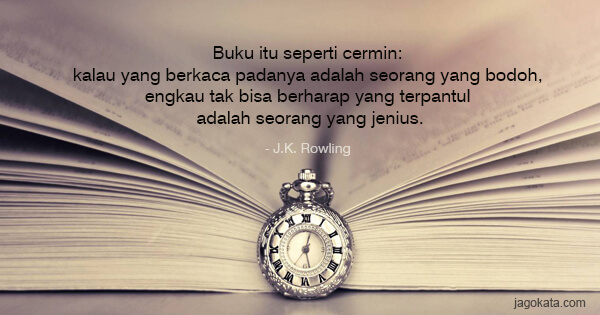 Buku itu seperti cermin:
kalau yang berkaca padanya adalah seorang yang bodoh,
engkau tak bisa berharap yang terpantul
adalah seorang yang jenius.
- J.K. Rowling
jagokata.com